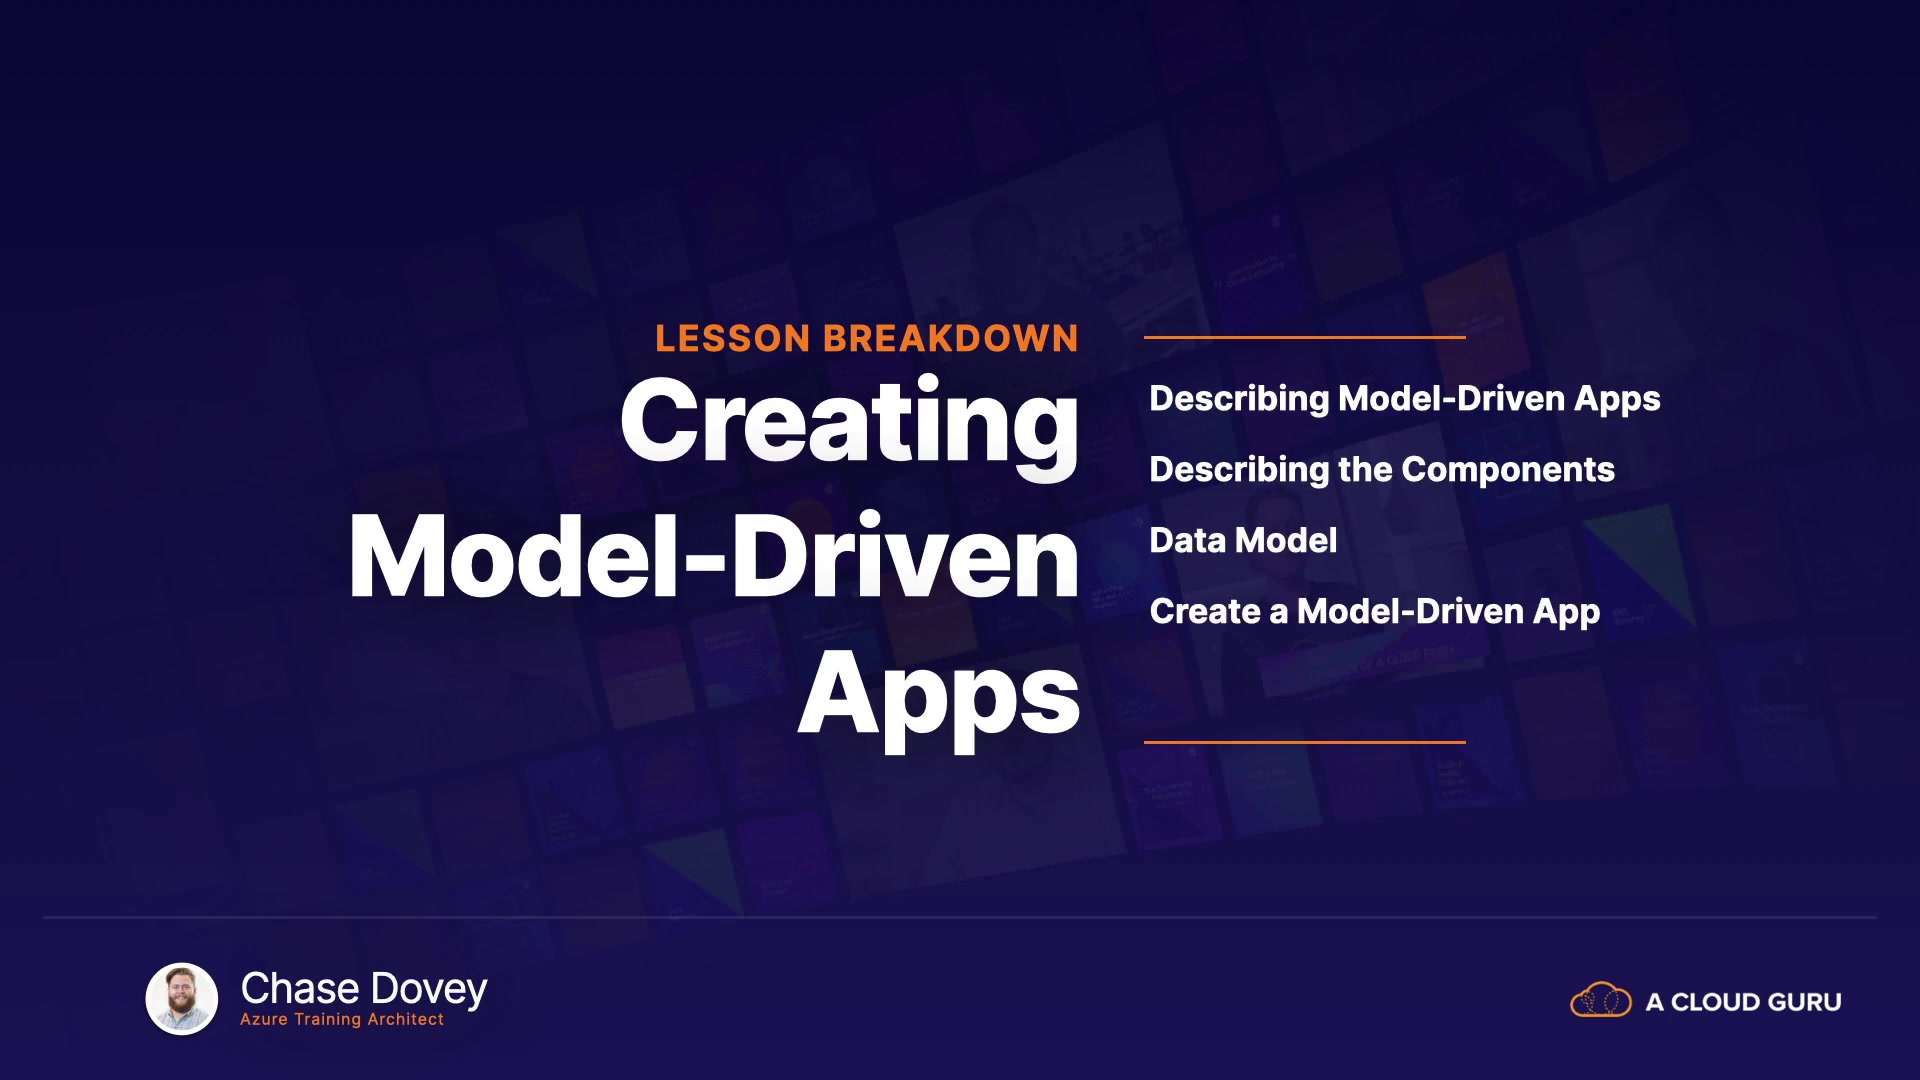 LESSON BREAKDOWN
Creating
Model-Driven
Apps
Describing Model-Driven Apps
Describing the Components
Data Model
Create a Model-Driven App
Chase Dovey
Azure Training Architect
A CLOUD GURU